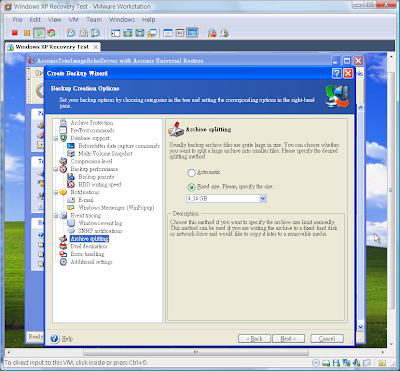 Windows XP Recovery Test - VMware Workstation
File Edit View VM Team Windows Help
Windows XP Recovery Test
AcronisTrueImageEchoServer with Acronis Universal Restore
Create Backup Wizard
Backup Creation Options
Set your backup options by choosing categories in the tree and setting the corresponding options in the right-hand
pane.
Archive Protection
Pre/Post commands
Database support
Before/after data capture commands
Multi-Volume Snapshot
Compression level
Backup performance
Backup priority
HDD writing speed
Notifications
E-mail
Windows Messenger (WinPopup)
Event tracing
Windows event log
SNMP notifications
Archive splitting
Dual destination
Error handling
Additional settings
Archive splitting
Usually backup archive files are quite large in size. You can choose whether
you want to split a large archive into smaller files. Please specify the desired
splitting method.
Automatic
Fixed size. Please, specify the size:
4.34 GB
Description
Choose this method if you want to specify the archive size limit manually.
This method can be used if you are writing the archive to a fixed hard disk
or network drive and would like to copy it later to a removable media.
Help
< Back
Next >
Cancel
Ready
To direct input to this VM, click inside or press Ctrl+G.